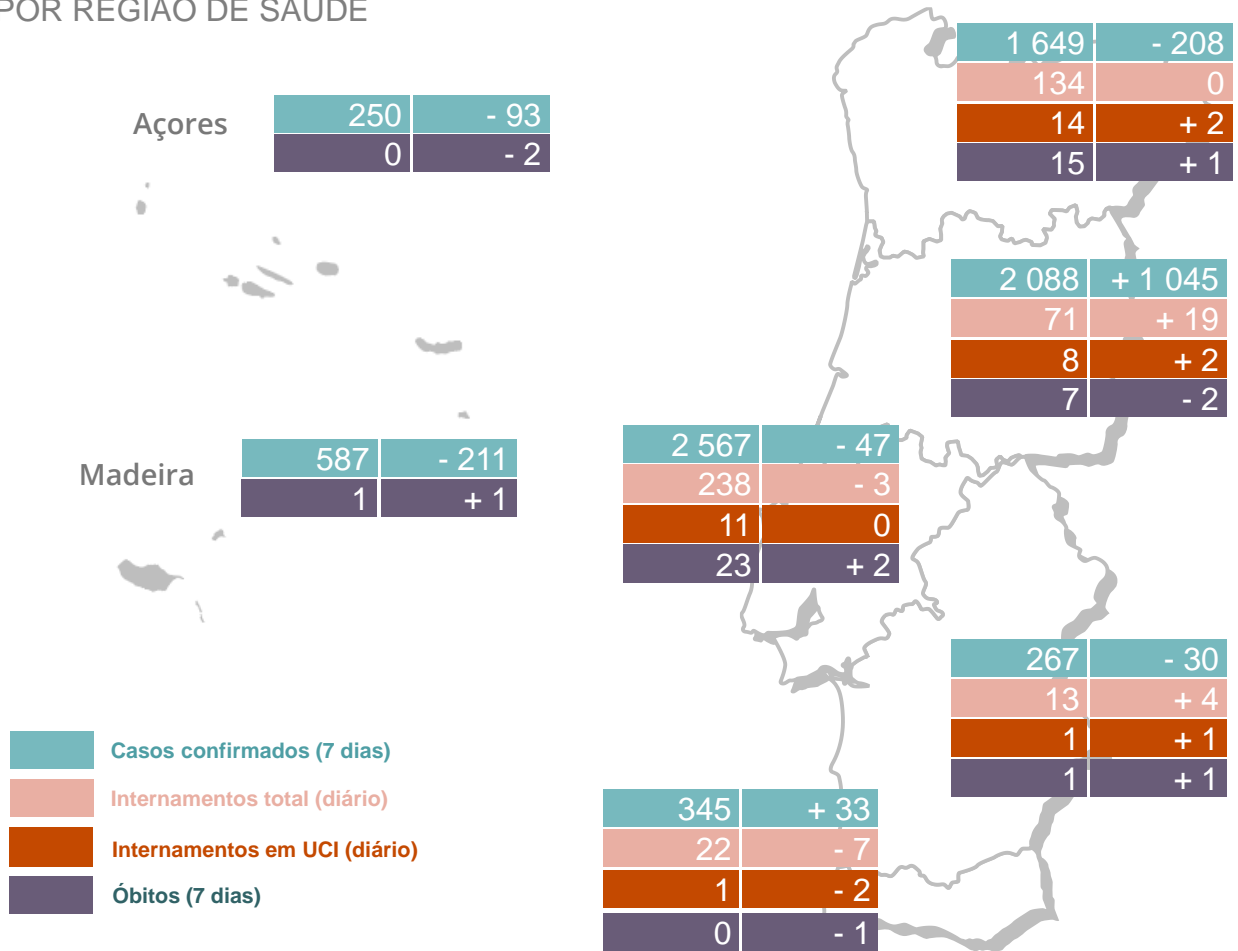 POR REGIÃO DE SAÚDE
1 649 - 208
134 0
14 + 2
15 + 1
Açores
250 - 93
0 - 2
2 088 + 1 045
71 + 19
8 + 2
7 - 2
Madeira
587 - 211
1 + 1
2 567 - 47
238 - 3
11 0
23 + 2
267 - 30
13 + 4
1 + 1
1 + 1
Casos confirmados (7 dias)
Internamentos total (diário)
Internamentos em UCI (diário)
Óbitos (7 dias)
345 + 33
22 - 7
1 - 2
0 - 1